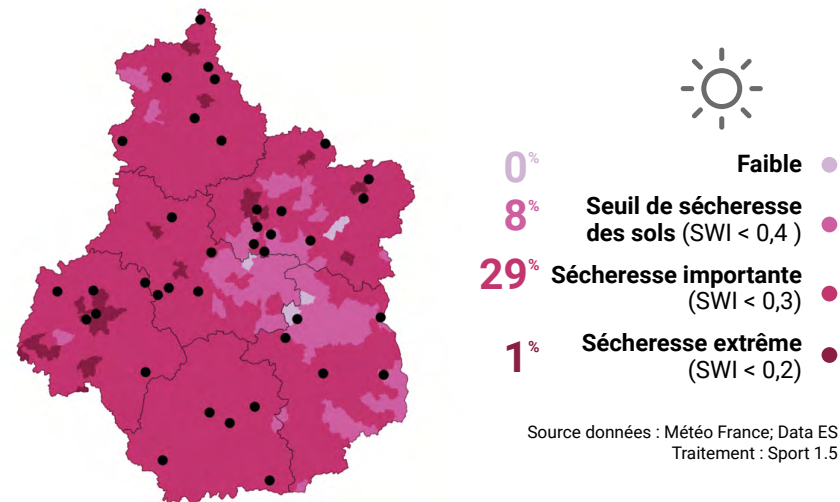 0%
Faible
8%
Seuil de sécheresse
des sols (SWI < 0,4 )
29%
Sécheresse importante
(SWI < 0,3)
1%
Sécheresse extrême
(SWI < 0,2)
Source données : Météo France; Data ES
Traitement : Sport 1.5